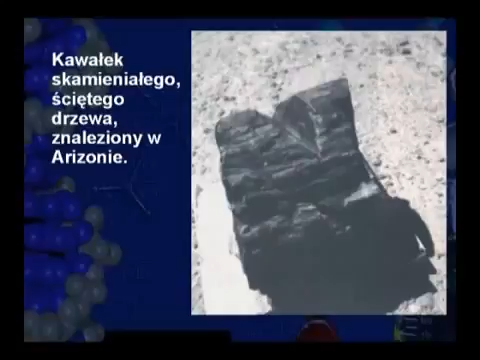 Kawałek
skamieniałego,
ściętego
drzewa,
znaleziony w
Arizonie.